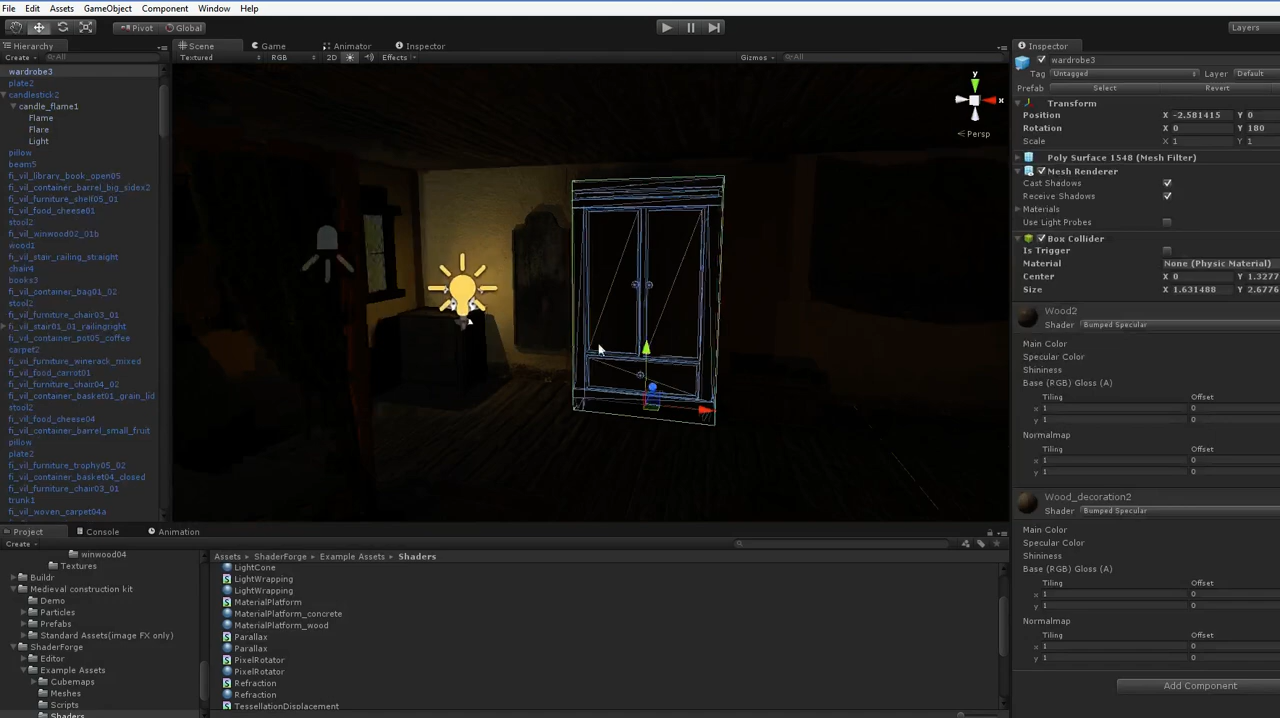 File Edit Assets GameObject Component Window Help
Pivot Global Layers
Hierarchy Scene Game Animator Inspector Inspector
Create All Textured RGB 2D Effects Gizmos All
wardrobe3
plate2
candlestick2
candle_flame1
Flame
Flare
Light
pillow
beam5
fi_vil_library_book_open05
fi_vil_container_barrel_big_sidex2
fi_vil_furniture_shelf05_01
fi_vil_food_cheese01
stool2
fi_vil_winwood02_01b
wood1
fi_vil_stair_railing_straight
chair4
books3
fi_vil_container_bag01_02
stool2
fi_vil_furniture_chair03_01
fi_vil_stair01_01_railingright
fi_vil_container_pot05_coffee
carpet2
fi_vil_furniture_winerack_mixed
fi_vil_food_carrot01
fi_vil_furniture_chair04_02
fi_vil_container_basket01_grain_lid
stool2
fi_vil_food_cheese04
fi_vil_container_barrel_small_fruit
pillow
plate2
fi_vil_furniture_trophy05_02
fi_vil_container_basket04_closed
fi_vil_furniture_chair03_01
trunk1
fi_vil_woven_carpet04a
y
x
Persp
wardrobe3
Tag Untagged Layer Default
Prefab Select Revert
Transform
Position X -2.581415 Y 0
Rotation X 0 Y 180
Scale X 1 Y 1
Poly Surface 1548 (Mesh Filter)
Mesh Renderer
Cast Shadows
Receive Shadows
Materials
Use Light Probes
Box Collider
Is Trigger
Material None (Physic Material)
Center X 0 Y 1.3277
Size X 1.631488 Y 2.6776
Wood2
Shader Bumped Specular
Main Color
Specular Color
Shininess
Base (RGB) Gloss (A)
Tiling Offset
x 1 0
y 1 0
Normalmap
Tiling Offset
x 1 0
y 1 0
Wood_decoration2
Shader Bumped Specular
Main Color
Specular Color
Shininess
Base (RGB) Gloss (A)
Tiling Offset
x 1 0
y 1 0
Normalmap
Tiling Offset
x 1 0
y 1 0
Add Component
Project Console Animation
Create
winwood04
Textures
Buildr
Medieval construction kit
Demo
Particles
Prefabs
Standard Assets(image FX only)
ShaderForge
Editor
Example Assets
Cubemaps
Meshes
Scripts
Shaders
Assets ShaderForge Example Assets Shaders
LightCone
LightWrapping
LightWrapping
MaterialPlatform
MaterialPlatform_concrete
MaterialPlatform_wood
Parallax
Parallax
PixelRotator
PixelRotator
Refraction
Refraction
TessellationDisplacement